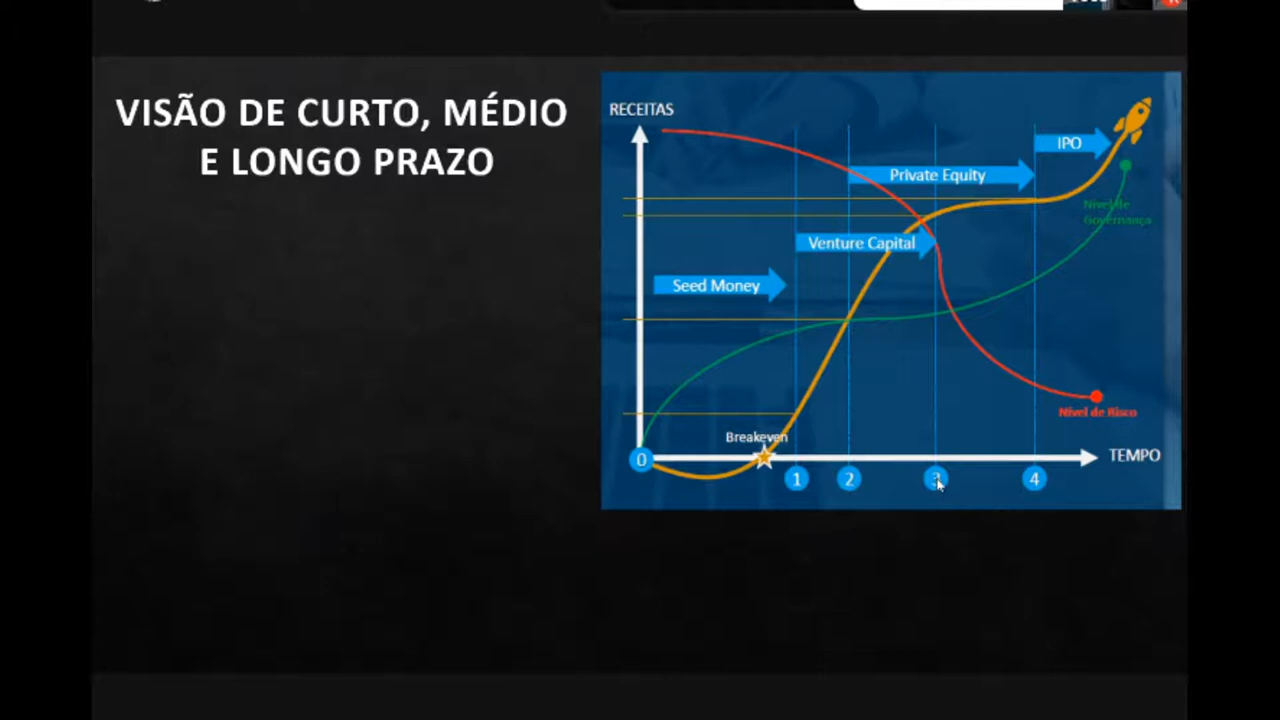 VISÃO DE CURTO, MÉDIO
E LONGO PRAZO
RECEITAS
IPO
Private Equity
Nível de
Governança
Venture Capital
Seed Money
Nível de Risco
Breakeven
TEMPO
0
1
2
3
4